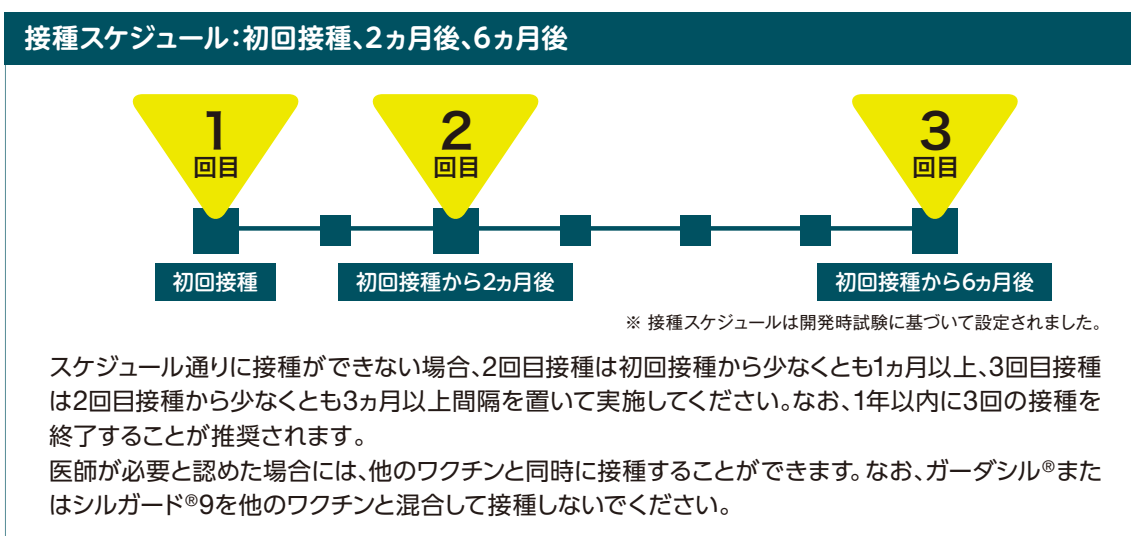 接種スケジュール：初回接種、2ヵ月後、6ヵ月後
1
回目
2
回目
3
回目
初回接種
初回接種から2ヵ月後
初回接種から6ヵ月後
※ 接種スケジュールは開発時試験に基づいて設定されました。
スケジュール通りに接種ができない場合、2回目接種は初回接種から少なくとも1ヵ月以上、3回目接種
は2回目接種から少なくとも3ヵ月以上間隔を置いて実施してください。なお、1年以内に3回の接種を
終了することが推奨されます。
医師が必要と認めた場合には、他のワクチンと同時に接種することができます。なお、ガーダシル®また
はシルガード®9を他のワクチンと混合して接種しないでください。